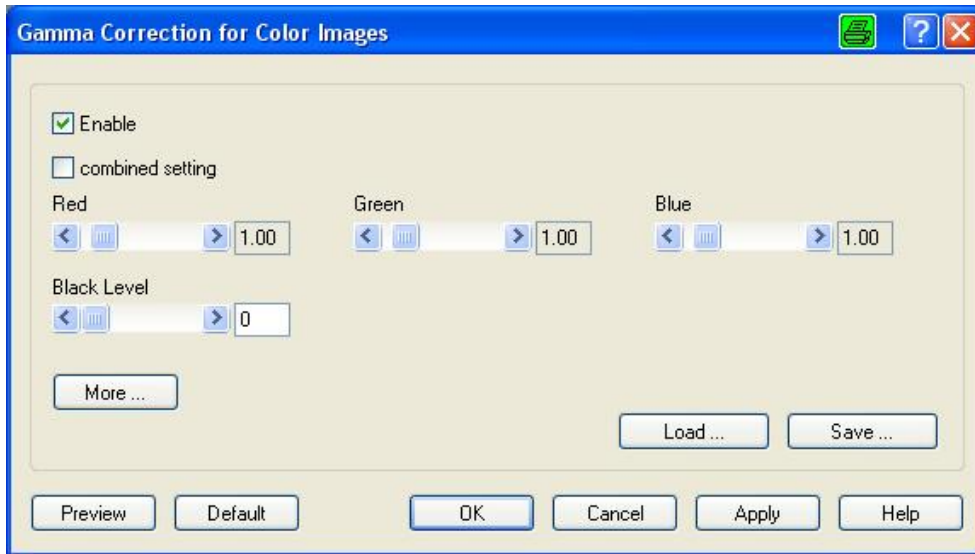 Gamma Correction for Color Images
?
Enable
combined setting
Red Green Blue
1.00 1.00 1.00
Black Level
0
More ...
Load ... Save ...
Preview Default OK Cancel Apply Help